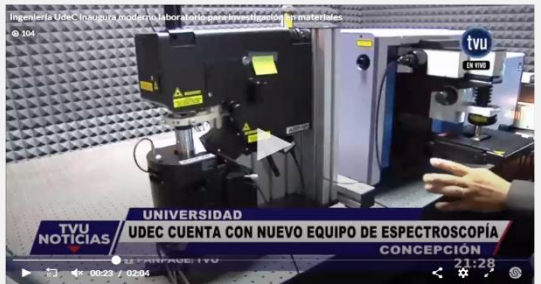 Ingeniería UdeC inaugura moderno laboratorio para investigación en materiales
104
tvu
EN VIVO
UNIVERSIDAD
TVU
NOTICIAS
UDEC CUENTA CON NUEVO EQUIPO DE ESPECTROSCOPÍA
FANPAGE: TVU
CONCEPCIÓN
21:28
00:23 / 02:04